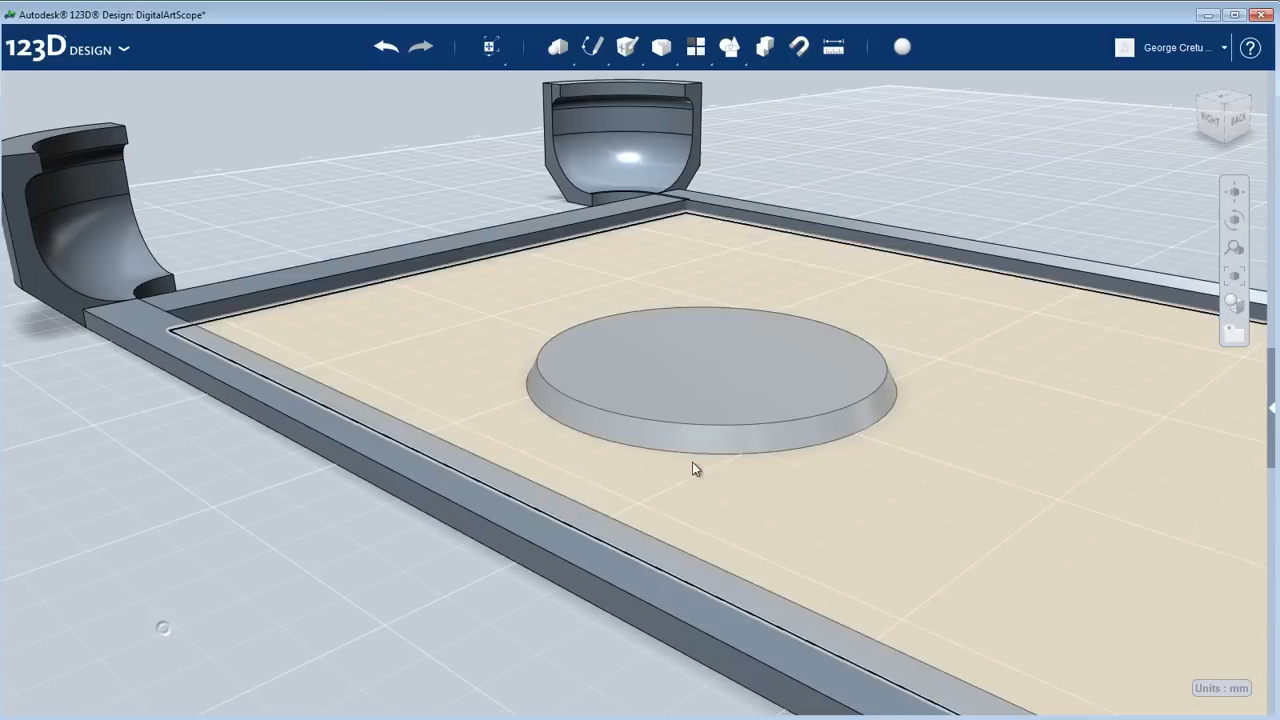 Autodesk® 123D® Design: DigitalArtScope*
123D DESIGN
George Cretu ...
?
RIGHT BACK
Units : mm